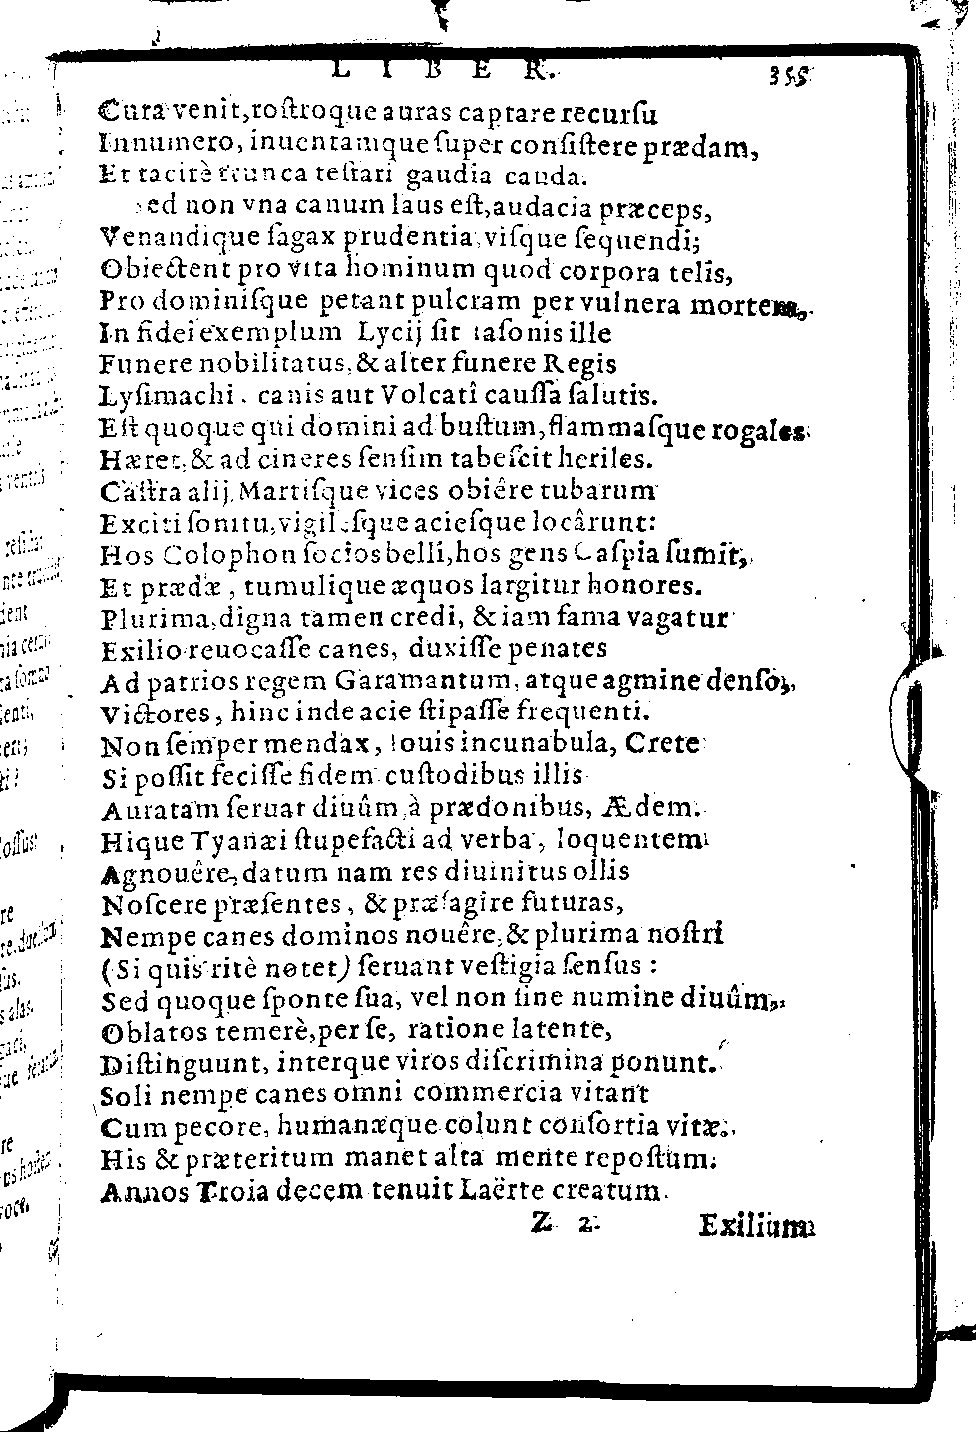 LIBER. 355
Cura venit, roſtroque auras captare recurſu
Innumero, inuentamque ſuper conſiſtere prædam,
Et tacitè trunca teſtari gaudia cauda.
Sed non vna canum laus eſt, audacia præceps,
Venandique ſagax prudentia, viſque ſequendi;
Obiectent pro vita hominum quod corpora telis,
Pro dominiſque petant pulcram per vulnera mortem,
In fidei exemplum Lycij ſit Iaſonis ille
Funere nobilitatus, & alter funere Regis
Lyſimachi. canis aut Volcatî cauſſa ſalutis.
Eſt quoque qui domini ad buſtum, flammaſque rogales
Hæret, & ad cineres ſenſim tabeſcit heriles.
Caſtra alij, Martiſque vices obiêre tubarum
Exciti ſonitu, vigileſque acieſque locârunt:
Hos Colophon ſocios belli, hos gens Caſpia ſumit,
Et prædæ, tumulique æquos largitur honores.
Plurima, digna tamen credi, & iam fama vagatur
Exilio reuocaſſe canes, duxiſſe penates
Ad patrios regem Garamantum, atque agmine denſo,
Victores, hinc inde acie ſtipaſſe frequenti.
Non ſemper mendax, Iouis incunabula, Crete
Si poſſit feciſſe fidem cuſtodibus illis
Auratam ſeruat diuûm à prædonibus, Ædem.
Hique Tyanæi ſtupefacti ad verba, loquentem
Agnouêre, datum nam res diuinitus ollis
Noſcere præſentes, & præſagire futuras,
Nempe canes dominos nouêre, & plurima noſtri
(Si quis ritè notet) ſeruant veſtigia ſenſus:
Sed quoque ſponte ſua, vel non ſine numine diuûm,
Oblatos temerè, per ſe, ratione latente,
Diſtinguunt, interque viros diſcrimina ponunt.
Soli nempe canes omni commercia vitant
Cum pecore, humanæque colunt conſortia vitæ.
His & præteritum manet alta mente repoſtum:
Annos Troia decem tenuit Laërte creatum.
Z 2. Exilium